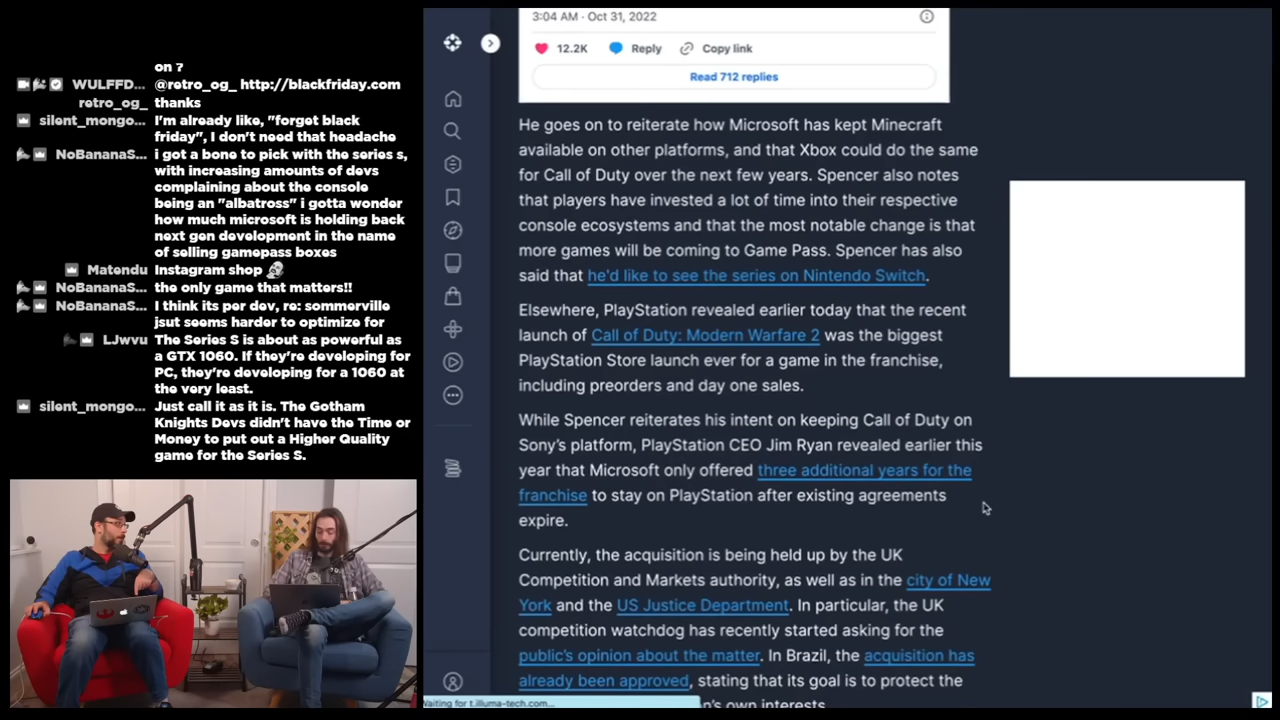 on ?
WULFFD... @retro_og_ http://blackfriday.com
retro_og_ thanks
silent_mongo... I'm already like, "forget black
friday", I don't need that headache
NoBananaS... i got a bone to pick with the series s,
with increasing amounts of devs
complaining about the console
being an "albatross" i gotta wonder
how much microsoft is holding back
next gen development in the name
of selling gamepass boxes
Matendu Instagram shop
NoBananaS... the only game that matters!!
NoBananaS... I think its per dev, re: sommerville
jsut seems harder to optimize for
LJwvu The Series S is about as powerful as
a GTX 1060. If they're developing for
PC, they're developing for a 1060 at
the very least.
silent_mongo... Just call it as it is. The Gotham
Knights Devs didn't have the Time or
Money to put out a Higher Quality
game for the Series S.
3:04 AM · Oct 31, 2022
12.2K Reply Copy link
Read 712 replies
He goes on to reiterate how Microsoft has kept Minecraft
available on other platforms, and that Xbox could do the same
for Call of Duty over the next few years. Spencer also notes
that players have invested a lot of time into their respective
console ecosystems and that the most notable change is that
more games will be coming to Game Pass. Spencer has also
said that he'd like to see the series on Nintendo Switch.
Elsewhere, PlayStation revealed earlier today that the recent
launch of Call of Duty: Modern Warfare 2 was the biggest
PlayStation Store launch ever for a game in the franchise,
including preorders and day one sales.
While Spencer reiterates his intent on keeping Call of Duty on
Sony's platform, PlayStation CEO Jim Ryan revealed earlier this
year that Microsoft only offered three additional years for the
franchise to stay on PlayStation after existing agreements
expire.
Currently, the acquisition is being held up by the UK
Competition and Markets authority, as well as in the city of New
York and the US Justice Department. In particular, the UK
competition watchdog has recently started asking for the
public's opinion about the matter. In Brazil, the acquisition has
already been approved, stating that its goal is to protect the
n's own interests
Waiting for t.illuma-tech.com...